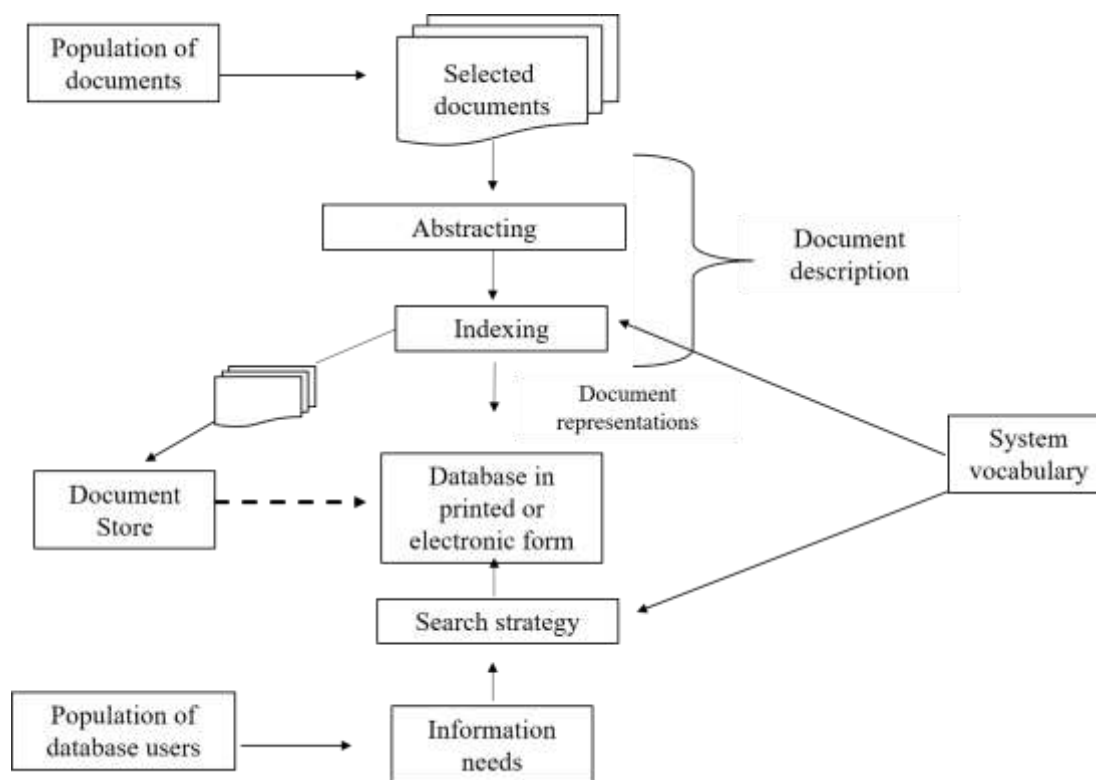 Population of
documents
Selected
documents
Abstracting
Document
description
Indexing
Document
representations
System
vocabulary
Document
Store
Database in
printed or
electronic form
Search strategy
Population of
database users
Information
needs